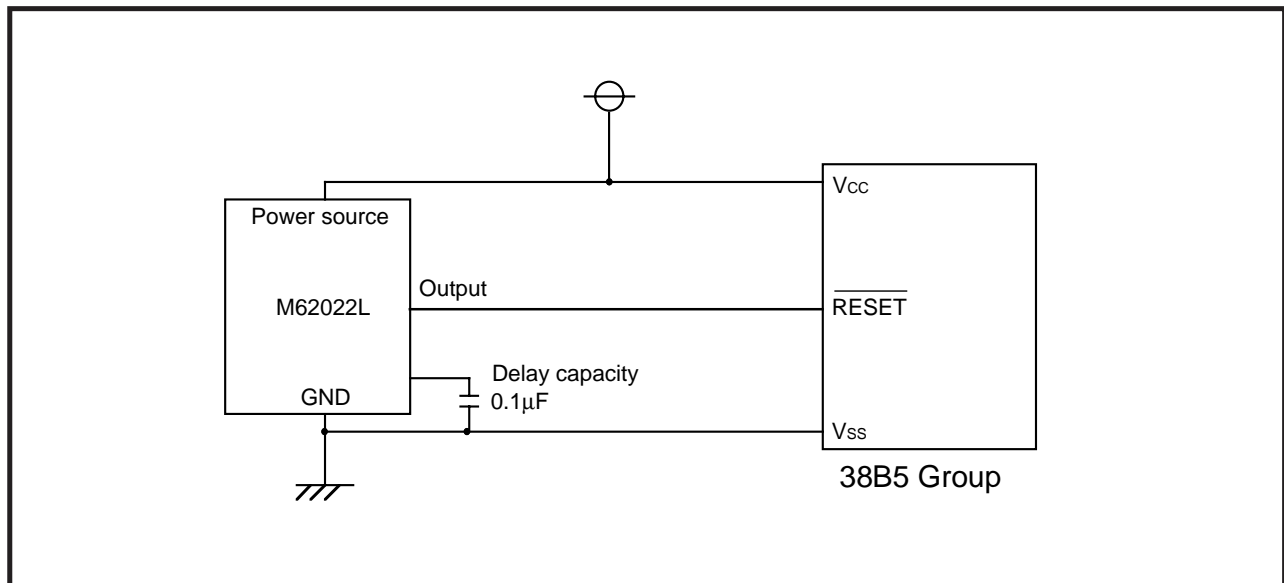 Power source
M62022L
GND
Output
Delay capacity
0.1μF
VCC
RESET
VSS
38B5 Group